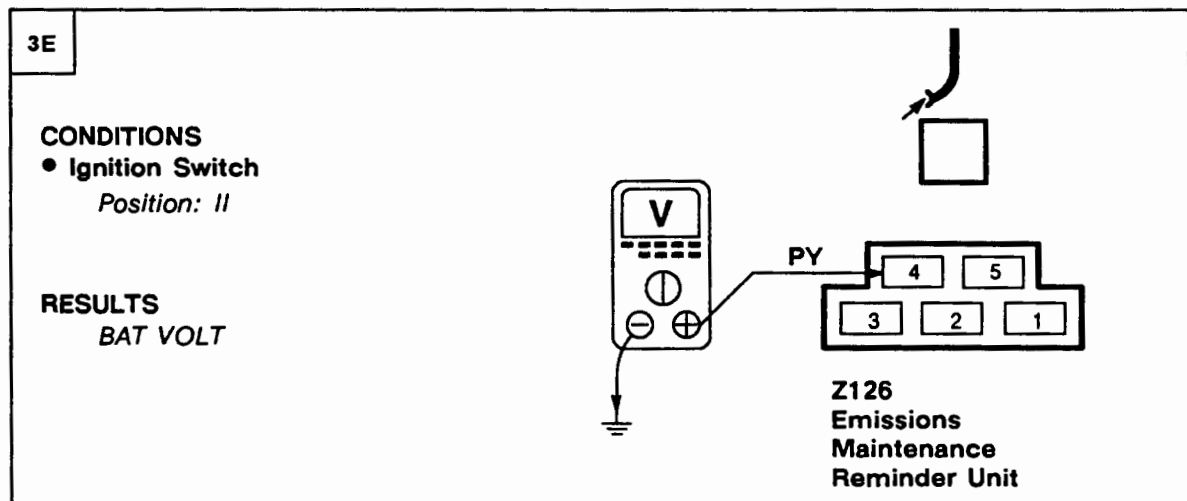 3E
CONDITIONS
● Ignition Switch
Position: II
RESULTS
BAT VOLT
V
PY
4 5
3 2 1
Z126
Emissions
Maintenance
Reminder Unit